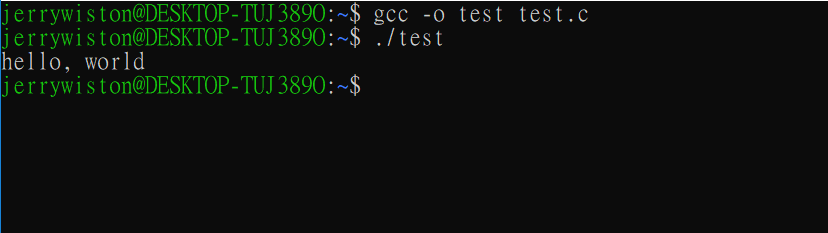 jerrywiston@DESKTOP-TUJ3890:~$ gcc -o test test.c
jerrywiston@DESKTOP-TUJ3890:~$ ./test
hello, world
jerrywiston@DESKTOP-TUJ3890:~$